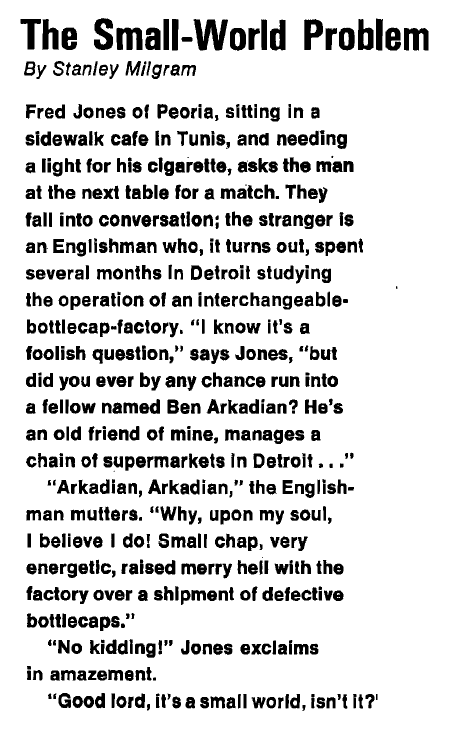 The Small-World Problem
By Stanley Milgram
Fred Jones of Peoria, sitting in a
sidewalk cafe in Tunis, and needing
a light for his cigarette, asks the man
at the next table for a match. They
fall into conversation; the stranger is
an Englishman who, it turns out, spent
several months in Detroit studying
the operation of an interchangeable-
bottlecap-factory. “I know it’s a
foolish question,” says Jones, “but
did you ever by any chance run into
a fellow named Ben Arkadian? He’s
an old friend of mine, manages a
chain of supermarkets in Detroit . . .”
“Arkadian, Arkadian,” the English-
man mutters. “Why, upon my soul,
I believe I do! Small chap, very
energetic, raised merry hell with the
factory over a shipment of defective
bottlecaps.”
“No kidding!” Jones exclaims
in amazement.
“Good lord, it’s a small world, isn’t it?’